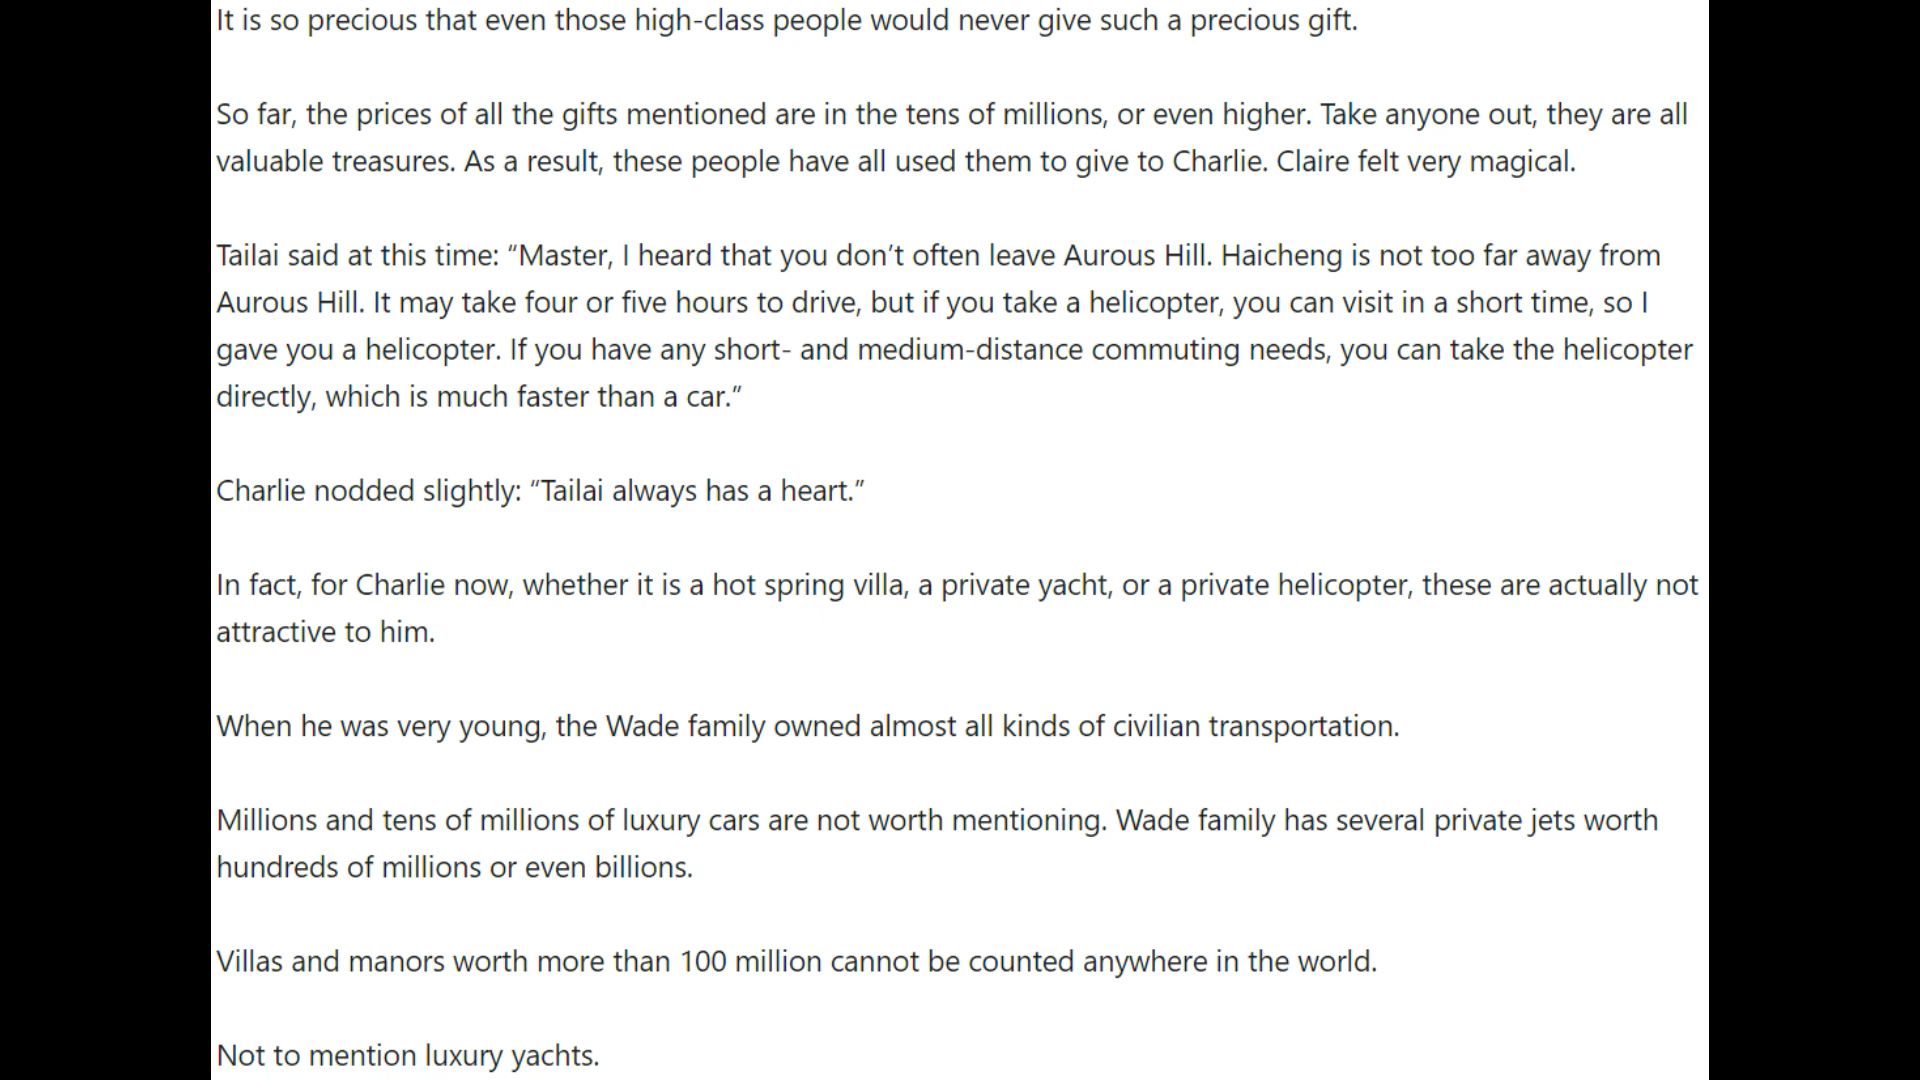 It is so precious that even those high-class people would never give such a precious gift.
So far, the prices of all the gifts mentioned are in the tens of millions, or even higher. Take anyone out, they are all
valuable treasures. As a result, these people have all used them to give to Charlie. Claire felt very magical.
Tailai said at this time: “Master, I heard that you don’t often leave Aurous Hill. Haicheng is not too far away from
Aurous Hill. It may take four or five hours to drive, but if you take a helicopter, you can visit in a short time, so I
gave you a helicopter. If you have any short- and medium-distance commuting needs, you can take the helicopter
directly, which is much faster than a car.”
Charlie nodded slightly: “Tailai always has a heart.”
In fact, for Charlie now, whether it is a hot spring villa, a private yacht, or a private helicopter, these are actually not
attractive to him.
When he was very young, the Wade family owned almost all kinds of civilian transportation.
Millions and tens of millions of luxury cars are not worth mentioning. Wade family has several private jets worth
hundreds of millions or even billions.
Villas and manors worth more than 100 million cannot be counted anywhere in the world.
Not to mention luxury yachts.